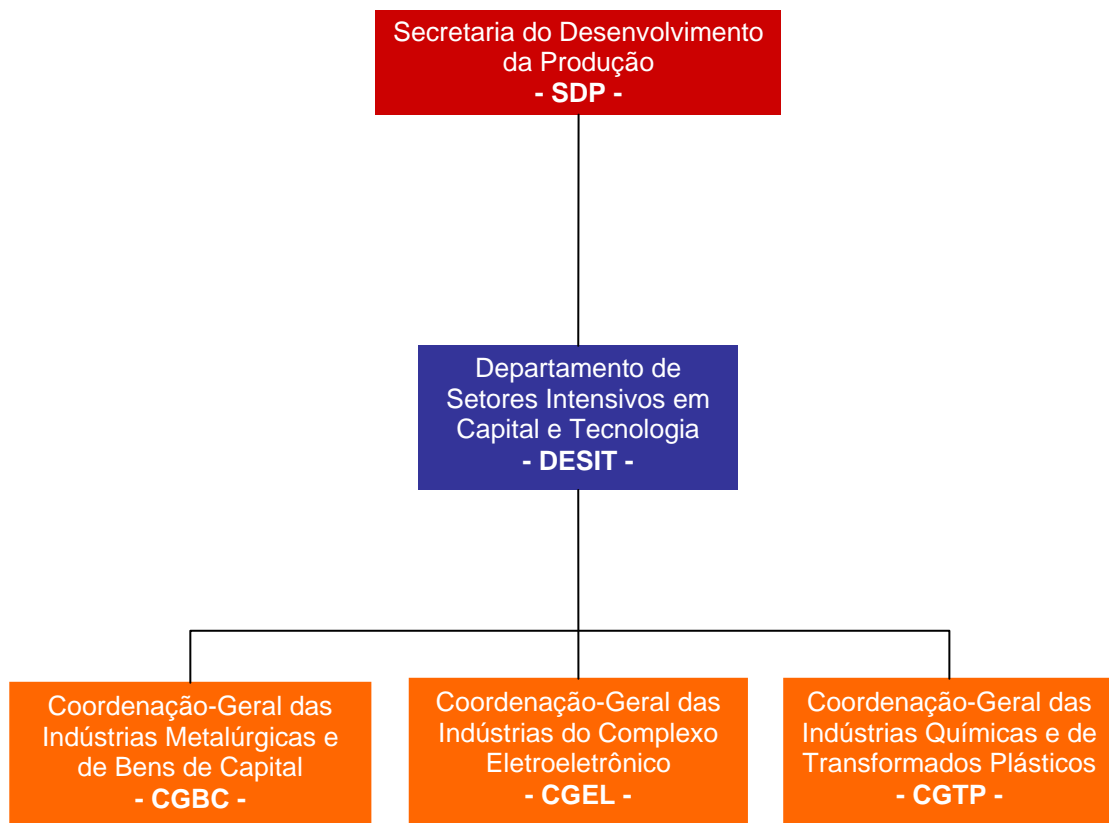 Secretaria do Desenvolvimento
da Produção
- SDP -
Departamento de
Setores Intensivos em
Capital e Tecnologia
- DESIT -
Coordenação-Geral das
Indústrias Metalúrgicas e
de Bens de Capital
- CGBC -
Coordenação-Geral das
Indústrias do Complexo
Eletroeletrônico
- CGEL -
Coordenação-Geral das
Indústrias Químicas e de
Transformados Plásticos
- CGTP -